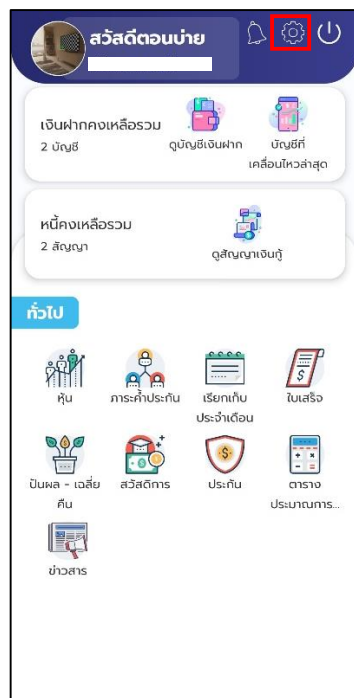 สวัสดีตอนบ่าย
เงินฝากคงเหลือรวม
2 บัญชี
ดูบัญชีเงินฝาก
บัญชีที่
เคลื่อนไหวล่าสุด
หนี้คงเหลือรวม
2 สัญญา
ดูสัญญาเงินกู้
ทั่วไป
หุ้น
ภาระค้ำประกัน
เรียกเก็บ
ประจำเดือน
ใบเสร็จ
ปันผล - เฉลี่ย
คืน
สวัสดิการ
ประกัน
ตาราง
ประมาณการ...
ข่าวสาร